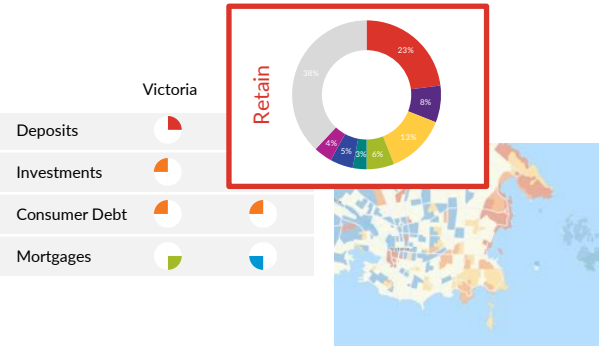 Victoria
Deposits
Investments
Consumer Debt
Mortgages
Retain
23%
8%
13%
6%
3%
5%
4%
38%